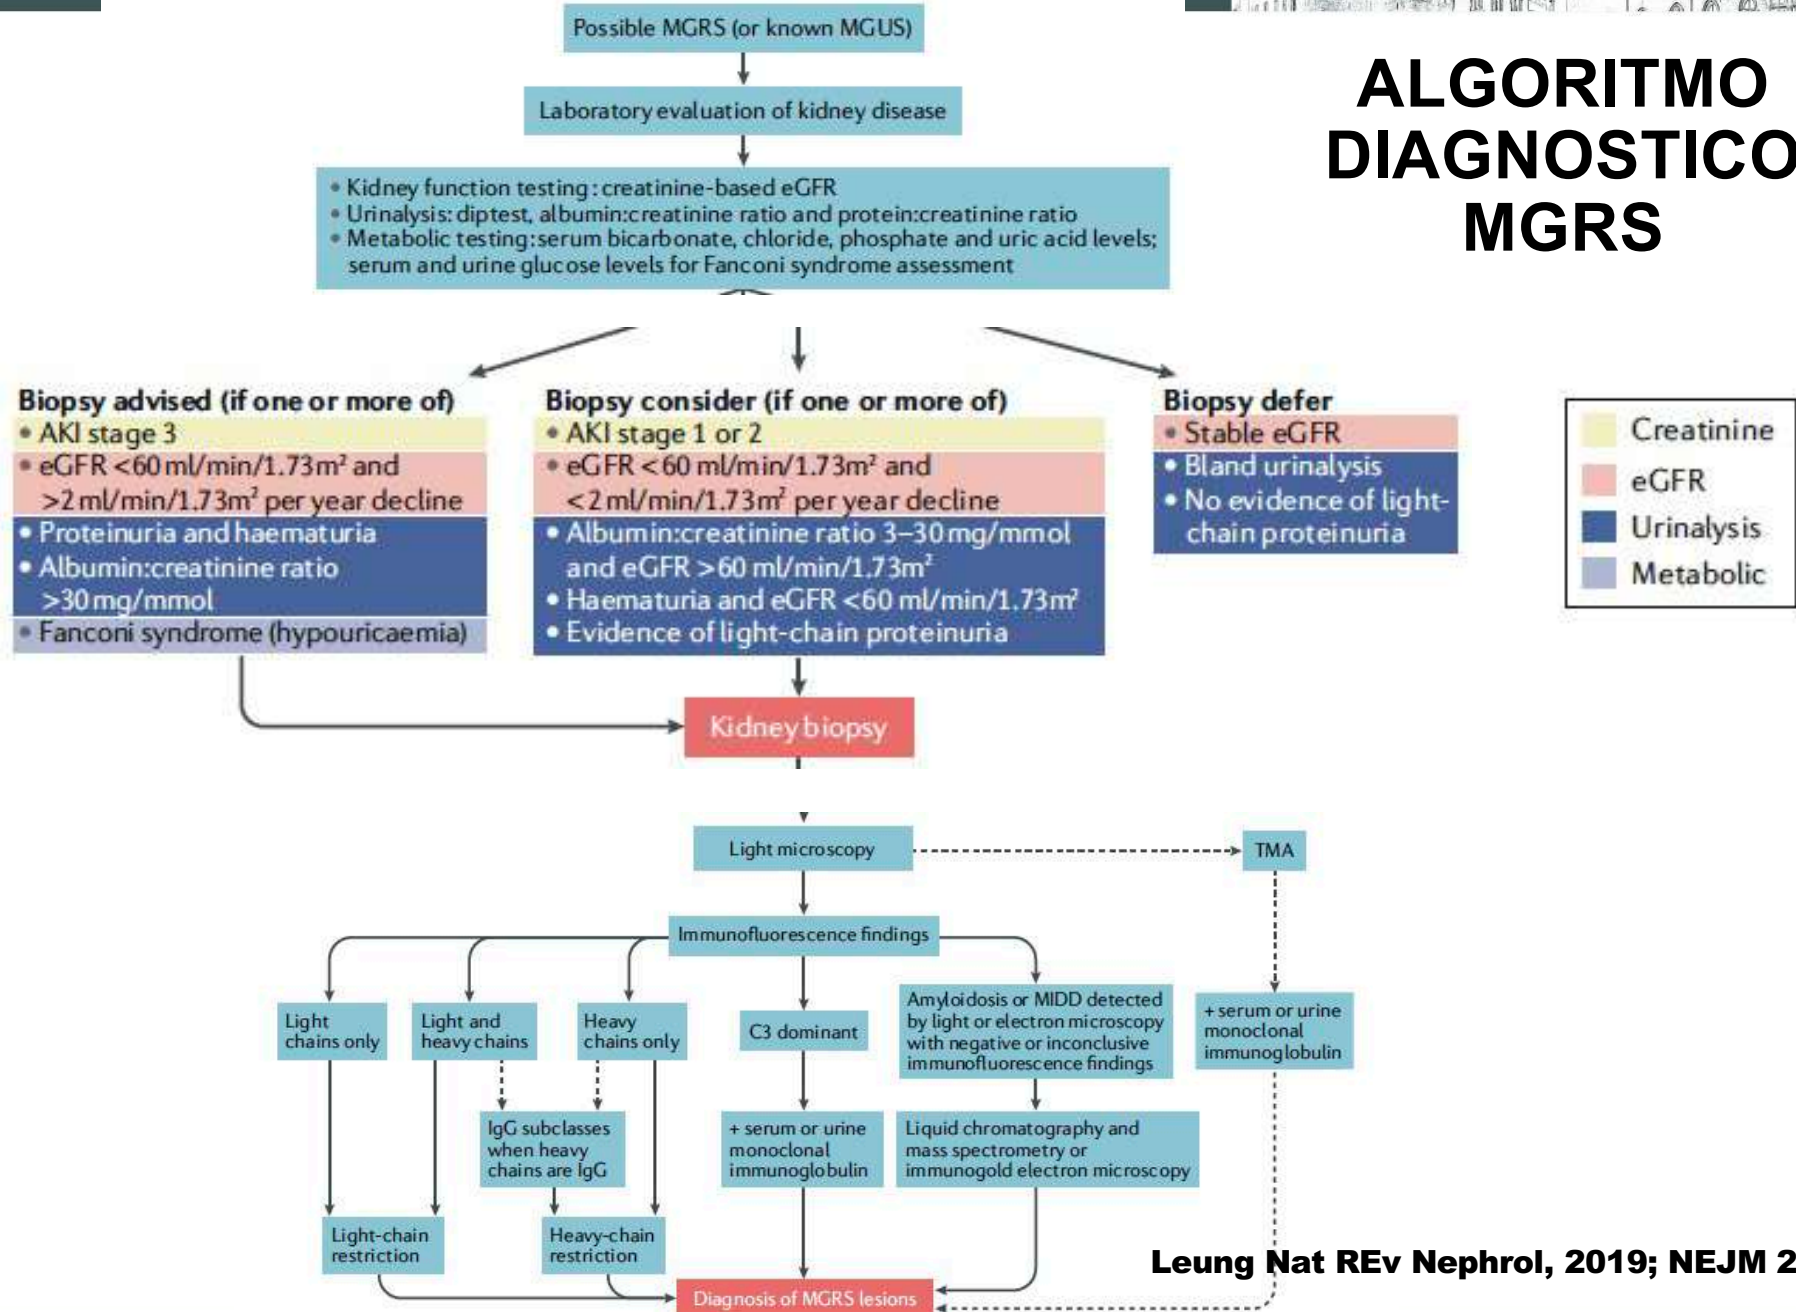 Possible MGRS (or known MGUS)
ALGORITMO
DIAGNOSTICO
MGRS
Laboratory evaluation of kidney disease
• Kidney function testing: creatinine-based eGFR
• Urinalysis: diptest, albumin:creatinine ratio and protein:creatinine ratio
• Metabolic testing: serum bicarbonate, chloride, phosphate and uric acid levels;
serum and urine glucose levels for Fanconi syndrome assessment
Biopsy advised (if one or more of)
• AKI stage 3
• eGFR <60 ml/min/1.73m² and
>2 ml/min/1.73m² per year decline
• Proteinuria and haematuria
• Albumin:creatinine ratio
>30 mg/mmol
• Fanconi syndrome (hypouricaemia)
Biopsy consider (if one or more of)
• AKI stage 1 or 2
• eGFR <60 ml/min/1.73m² and
<2 ml/min/1.73m² per year decline
• Albumin:creatinine ratio 3–30 mg/mmol
and eGFR >60 ml/min/1.73m²
• Haematuria and eGFR <60 ml/min/1.73m²
• Evidence of light-chain proteinuria
Biopsy defer
• Stable eGFR
• Bland urinalysis
• No evidence of light-
chain proteinuria
Creatinine
eGFR
Urinalysis
Metabolic
Kidney biopsy
Light microscopy
TMA
Immunofluorescence findings
Light
chains only
Light and
heavy chains
Heavy
chains only
C3 dominant
Amyloidosis or MIDD detected
by light or electron microscopy
with negative or inconclusive
immunofluorescence findings
+ serum or urine
monoclonal
immunoglobulin
IgG subclasses
when heavy
chains are IgG
+ serum or urine
monoclonal
immunoglobulin
Liquid chromatography and
mass spectrometry or
immunogold electron microscopy
Light-chain
restriction
Heavy-chain
restriction
Leung Nat REv Nephrol, 2019; NEJM 2
Diagnosis of MGRS lesions